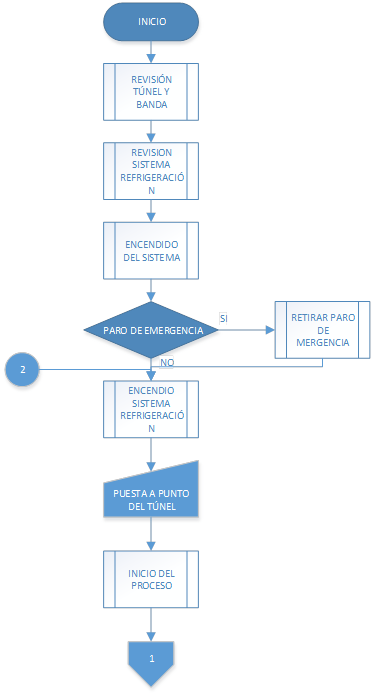 INICIO
REVISIÓN
TÚNEL Y
BANDA
REVISION
SISTEMA
REFRIGERACIÓ
N
ENCENDIDO
DEL SISTEMA
PARO DE EMERGENCIA
SI
RETIRAR PARO
DE
MERGENCIA
NO
2
ENCENDIO
SISTEMA
REFRIGERACIÓ
N
PUESTA A PUNTO
DEL TÚNEL
INICIO DEL
PROCESO
1